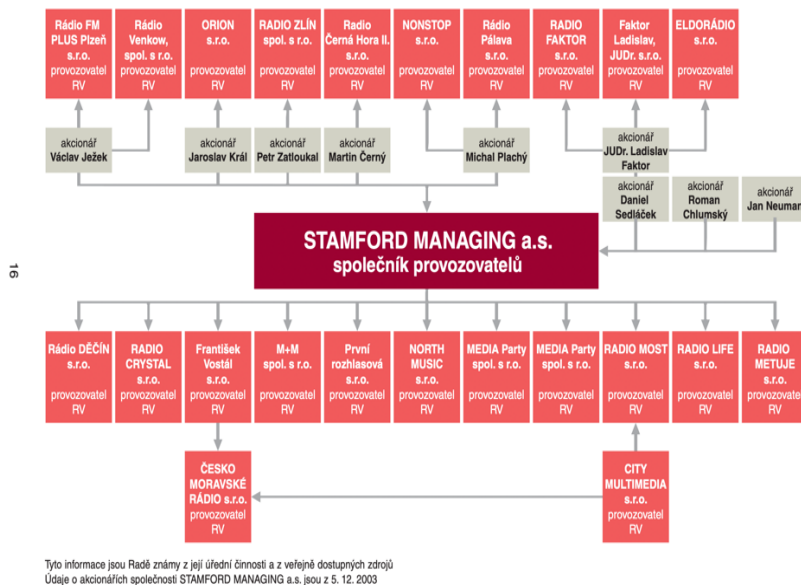 Rádio FM
PLUS Plzeň
s.r.o.
provozovatel
RV
Rádio
Venkow,
spol. s r.o.
provozovatel
RV
ORION
s.r.o.
provozovatel
RV
RADIO ZLÍN
spol. s r.o.
provozovatel
RV
Radio
Černá Hora II.
s.r.o.
provozovatel
RV
NONSTOP
s.r.o.
provozovatel
RV
Rádio
Pálava
s.r.o.
provozovatel
RV
RADIO
FAKTOR
s.r.o.
provozovatel
RV
Faktor
Ladislav,
JUDr. s.r.o.
provozovatel
RV
ELDORÁDIO
s.r.o.
provozovatel
RV
akcionář
Václav Ježek
akcionář
Jaroslav Král
akcionář
Petr Zatloukal
akcionář
Martin Černý
akcionář
Michal Plachý
akcionář
JUDr. Ladislav
Faktor
akcionář
Daniel
Sedláček
akcionář
Roman
Chlumský
akcionář
Jan Neuman
STAMFORD MANAGING a.s.
společník provozovatelů
16
Rádio DĚČÍN
s.r.o.
provozovatel
RV
RADIO
CRYSTAL
s.r.o.
provozovatel
RV
František
Vostál
s.r.o.
provozovatel
RV
M+M
spol. s r.o.
provozovatel
RV
První
rozhlasová
s.r.o.
provozovatel
RV
NORTH
MUSIC
s.r.o.
provozovatel
RV
MEDIA Party
spol. s r.o.
provozovatel
RV
MEDIA Party
spol. s r.o.
provozovatel
RV
RADIO MOST
s.r.o.
provozovatel
RV
RADIO LIFE
s.r.o.
provozovatel
RV
RADIO
METUJE
s.r.o.
provozovatel
RV
ČESKO
MORAVSKÉ
RÁDIO s.r.o.
provozovatel
RV
CITY
MULTIMEDIA
s.r.o.
provozovatel
RV
Tyto informace jsou Radě známy z její úřední činnosti a z veřejně dostupných zdrojů
Údaje o akcionářích společnosti STAMFORD MANAGING a.s. jsou z 5. 12. 2003